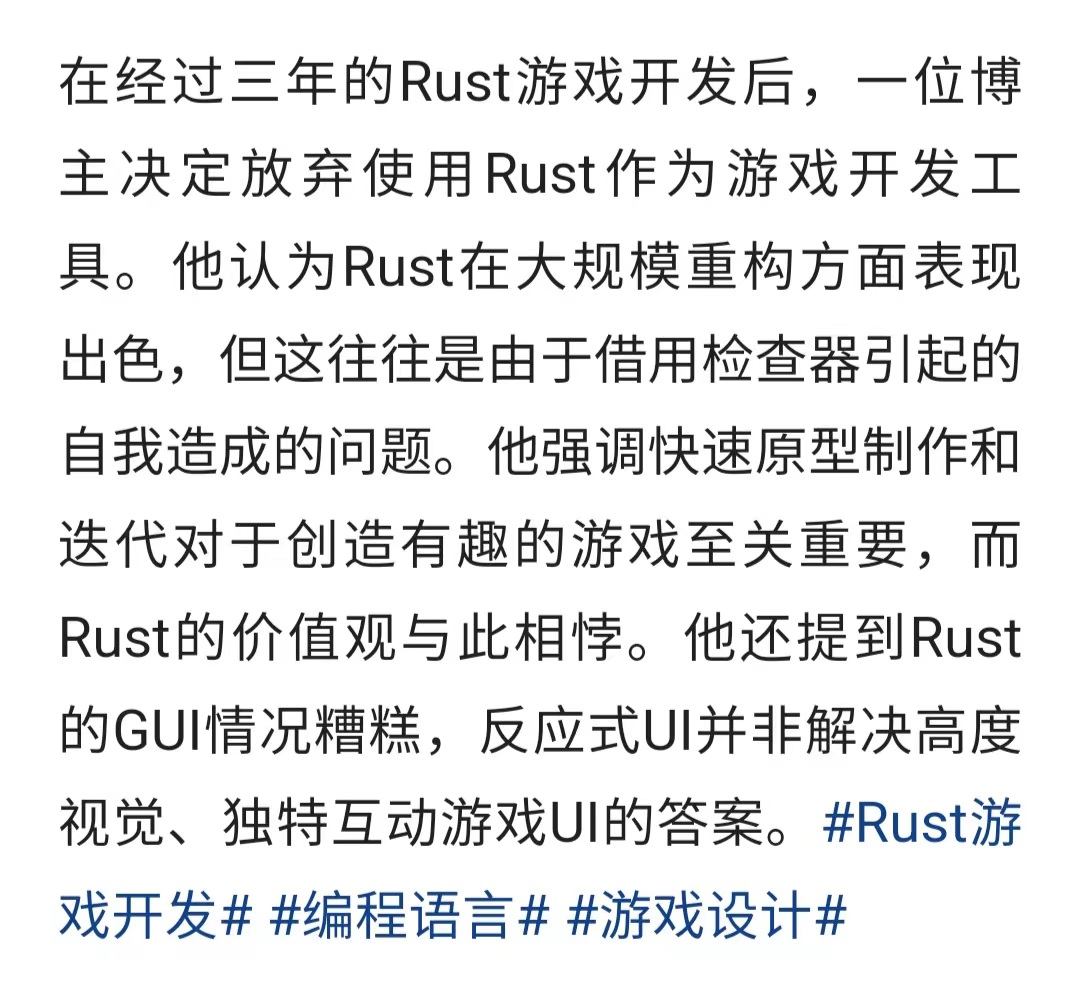 在经过三年的Rust游戏开发后，一位博
主决定放弃使用Rust作为游戏开发工
具。他认为Rust在大规模重构方面表现
出色，但这往往是由于借用检查器引起的
自我造成的问题。他强调快速原型制作和
迭代对于创造有趣的游戏至关重要，而
Rust的价值观与此相悖。他还提到Rust
的GUI情况糟糕，反应式UI并非解决高度
视觉、独特互动游戏UI的答案。#Rust游
戏开发# #编程语言# #游戏设计#